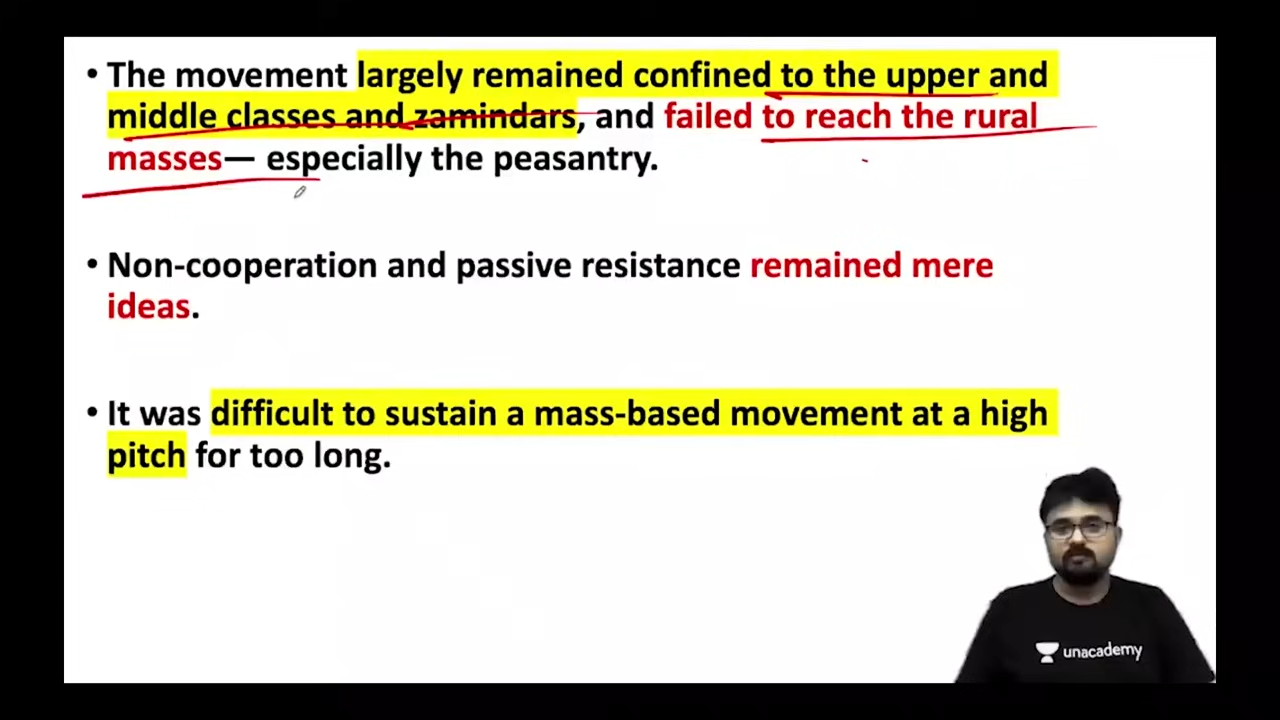 • The movement largely remained confined to the upper and
middle classes and zamindars, and failed to reach the rural
masses— especially the peasantry.
• Non-cooperation and passive resistance remained mere
ideas.
• It was difficult to sustain a mass-based movement at a high
pitch for too long.
unacademy